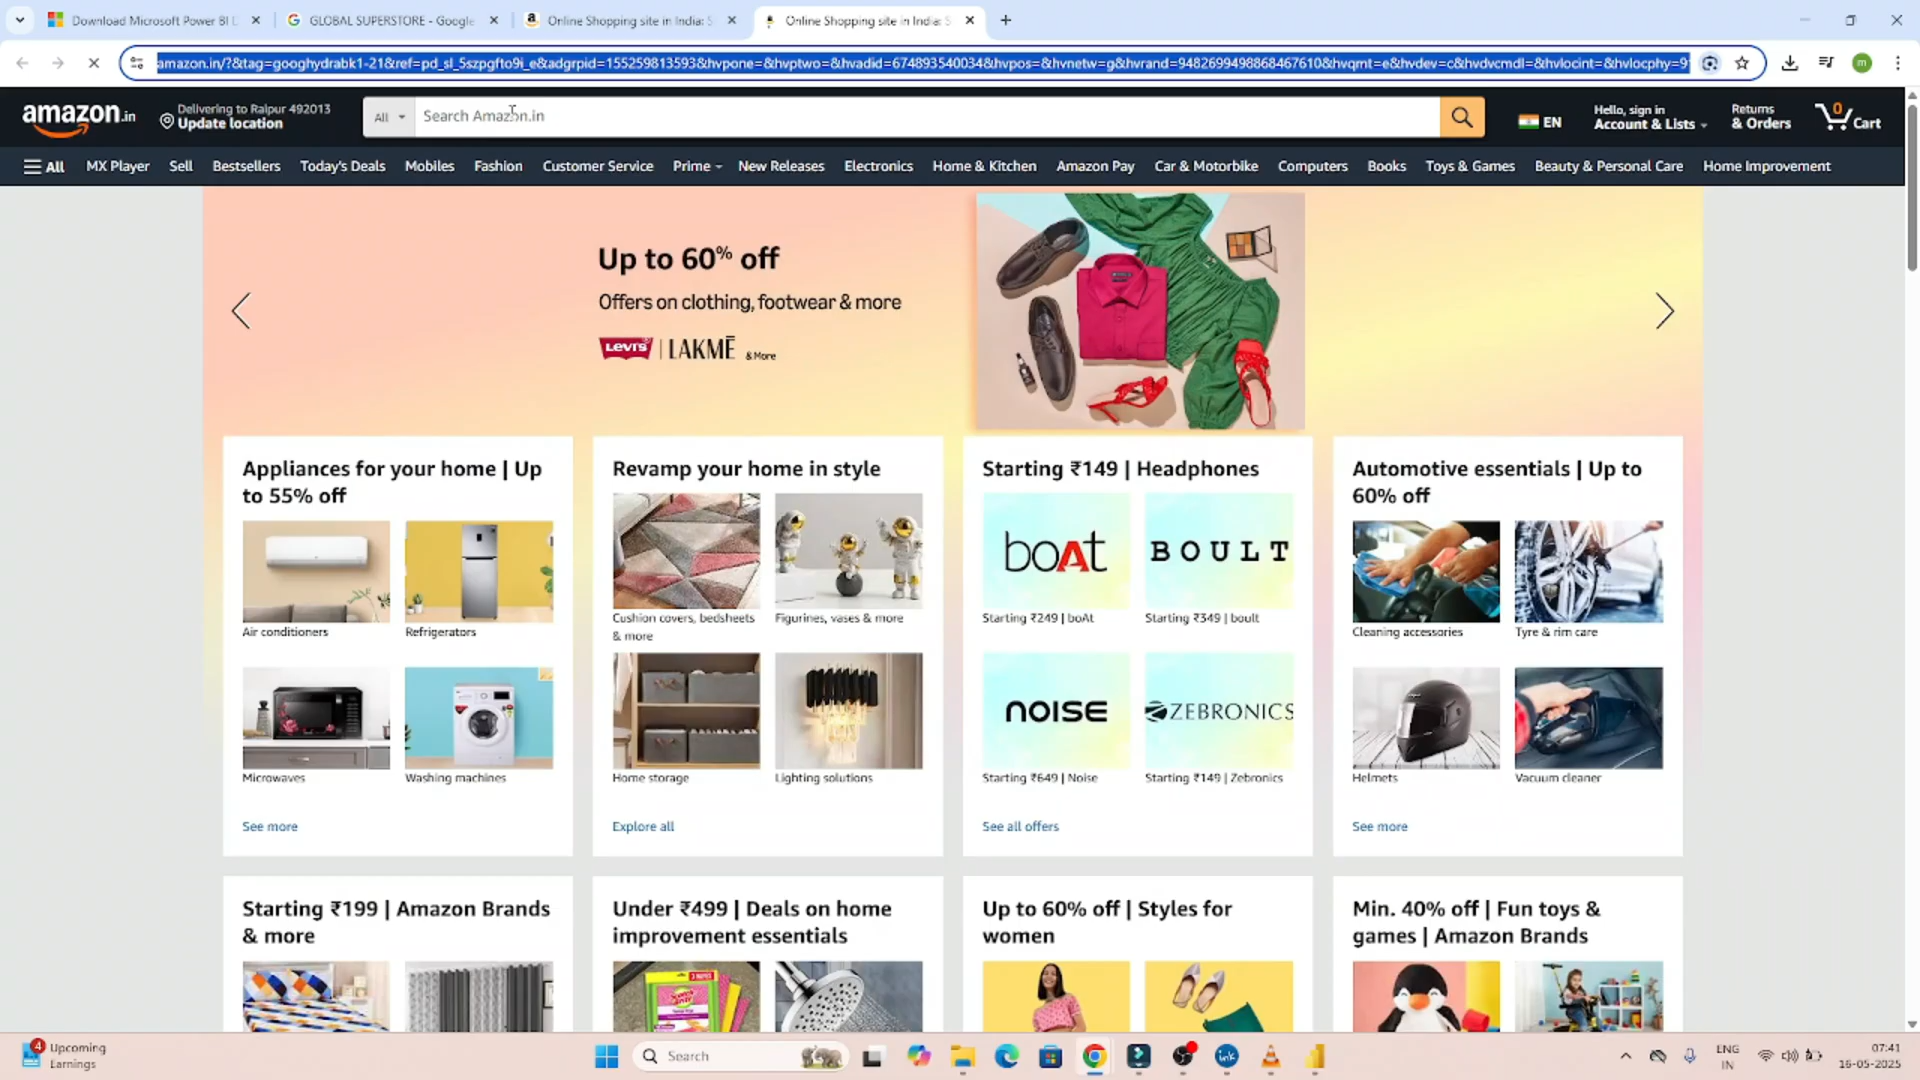 Download Microsoft Power BI D
GLOBAL SUPERSTORE - Google
Online Shopping site in India: S
Online Shopping site in India: S
amazon.in/?&tag=googhydrabk1-21&ref=pd_sl_5szpgfto9i_e&adgrpid=155259813593&hvpone=&hvptwo=&hvadid=674893540034&hvpos=&hvnetw=g&hvrand=9482699498868467610&hvqmt=e&hvdev=c&hvdvcmdl=&hvlocint=&hvlocphy=9
m
amazon.in
Delivering to Raipur 492013
Update location
All
Search Amazon.in
EN
Hello, sign in
Account & Lists
Returns
& Orders
0
Cart
All
MX Player
Sell
Bestsellers
Today's Deals
Mobiles
Fashion
Customer Service
Prime
New Releases
Electronics
Home & Kitchen
Amazon Pay
Car & Motorbike
Computers
Books
Toys & Games
Beauty & Personal Care
Home Improvement
Up to 60% off
Offers on clothing, footwear & more
Levi's | LAKMĒ & More
Appliances for your home | Up
to 55% off
Air conditioners
Refrigerators
Microwaves
Washing machines
See more
Revamp your home in style
Cushion covers, bedsheets
& more
Figurines, vases & more
Home storage
Lighting solutions
Explore all
Starting ₹149 | Headphones
boAt
BOULT
Starting ₹249 | boAt
Starting ₹349 | boult
NOISE
ZEBRONICS
Starting ₹649 | Noise
Starting ₹149 | Zebronics
See all offers
Automotive essentials | Up to
60% off
Cleaning accessories
Tyre & rim care
Helmets
Vacuum cleaner
See more
Starting ₹199 | Amazon Brands
& more
Under ₹499 | Deals on home
improvement essentials
Up to 60% off | Styles for
women
Min. 40% off | Fun toys &
games | Amazon Brands
4
Upcoming
Earnings
Search
ink
ENG
IN
07:41
16-05-2025